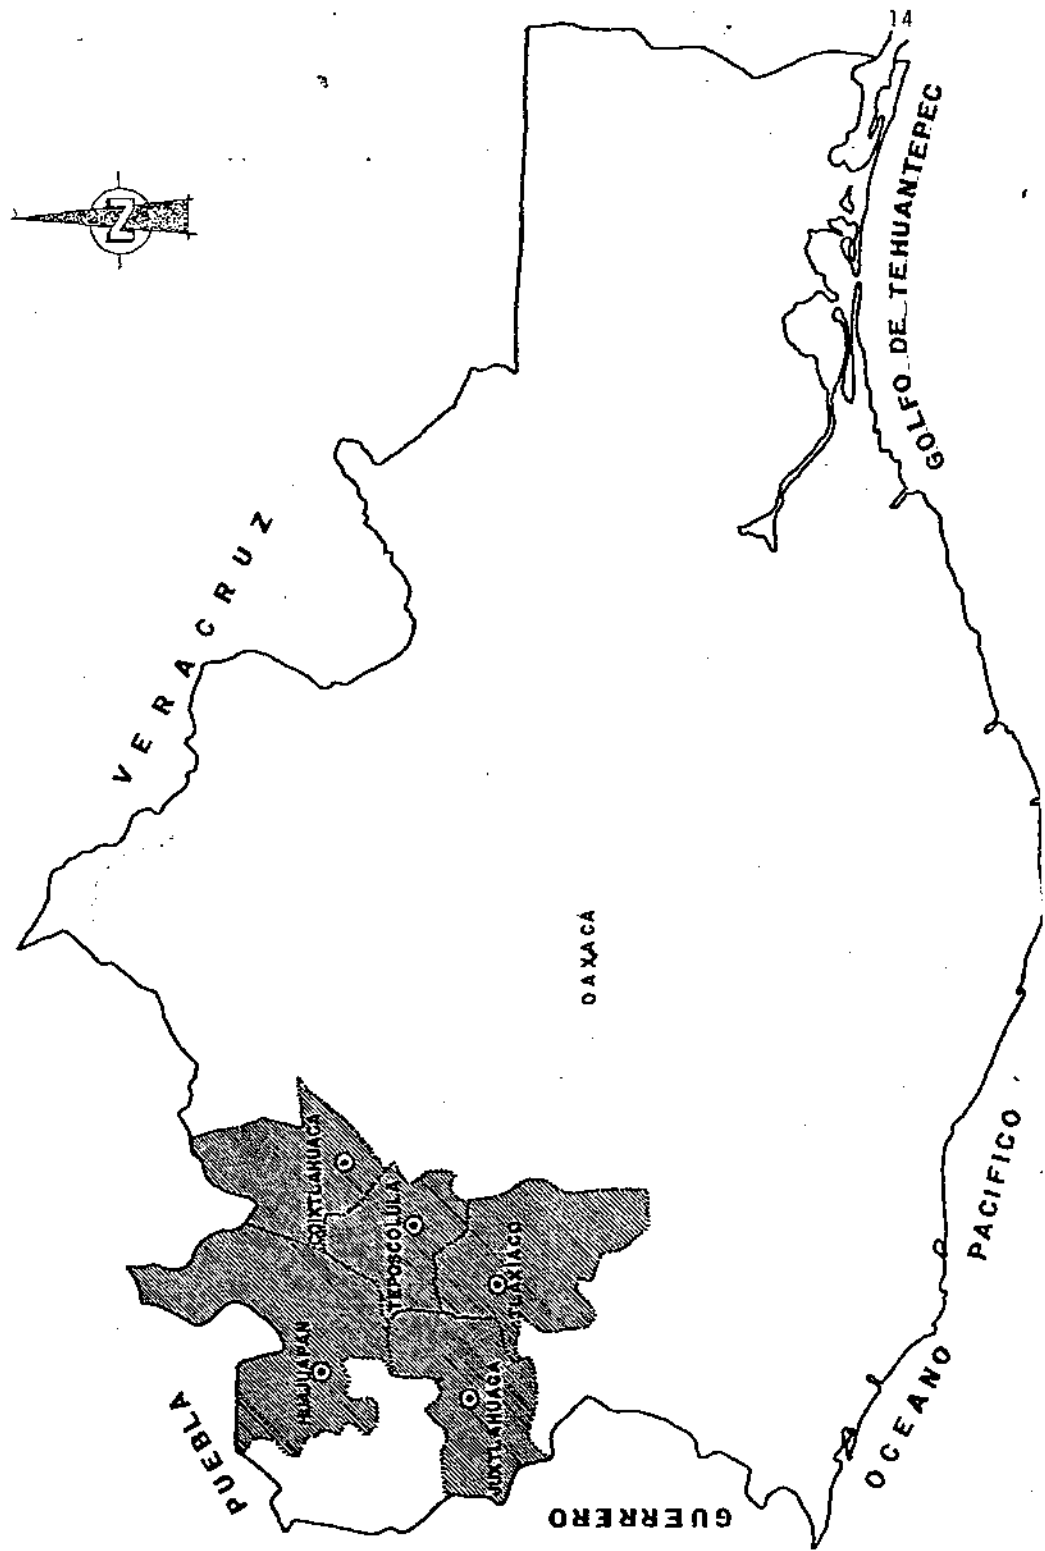 14
N
VERACRUZ
PUEBLA
COIXTLAHUACA
HUAJUAPAN
TEPOSCOLULA
TLAXIACO
JUXTLAHUACA
OAXACA
GUERRERO
GOLFO DE TEHUANTEPEC
OCEANO PACIFICO